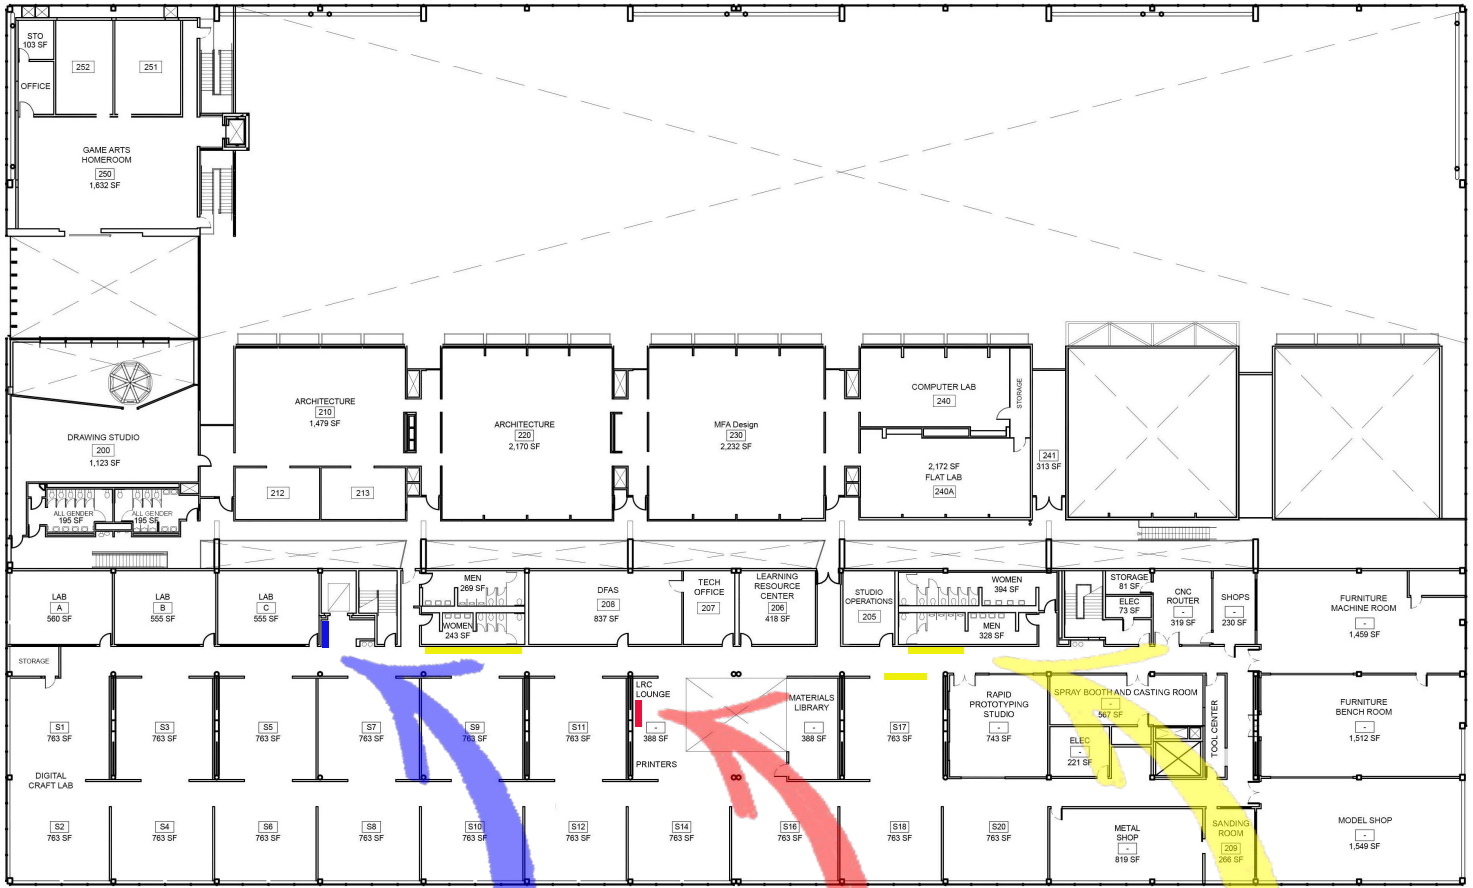 STO
103 SF
252
251
OFFICE
GAME ARTS
HOMEROOM
250
1,632 SF
ARCHITECTURE
210
1,479 SF
ARCHITECTURE
220
2,170 SF
MFA Design
230
2,232 SF
COMPUTER LAB
240
STORAGE
DRAWING STUDIO
200
1,123 SF
212
213
2,172 SF
FLAT LAB
240A
241
313 SF
ALL GENDER
195 SF
ALL GENDER
195 SF
LAB
A
560 SF
LAB
B
555 SF
LAB
C
555 SF
MEN
269 SF
WOMEN
243 SF
DFAS
208
837 SF
TECH
OFFICE
207
LEARNING
RESOURCE
CENTER
206
418 SF
STUDIO
OPERATIONS
205
WOMEN
394 SF
MEN
328 SF
STORAGE
81 SF
ELEC
73 SF
CNC
ROUTER
-
319 SF
SHOPS
-
230 SF
FURNITURE
MACHINE ROOM
-
1,459 SF
STORAGE
S1
763 SF
S3
763 SF
S5
763 SF
S7
763 SF
S9
763 SF
S11
763 SF
LRC
LOUNGE
-
388 SF
PRINTERS
MATERIALS
LIBRARY
-
388 SF
S17
763 SF
RAPID
PROTOTYPING
STUDIO
-
743 SF
SPRAY BOOTH AND CASTING ROOM
-
567 SF
ELEC
-
221 SF
TOOL CENTER
FURNITURE
BENCH ROOM
-
1,512 SF
DIGITAL
CRAFT LAB
S2
763 SF
S4
763 SF
S6
763 SF
S8
763 SF
S10
763 SF
S12
763 SF
S14
763 SF
S16
763 SF
S18
763 SF
S20
763 SF
METAL
SHOP
-
819 SF
SANDING
ROOM
209
266 SF
MODEL SHOP
-
1,549 SF